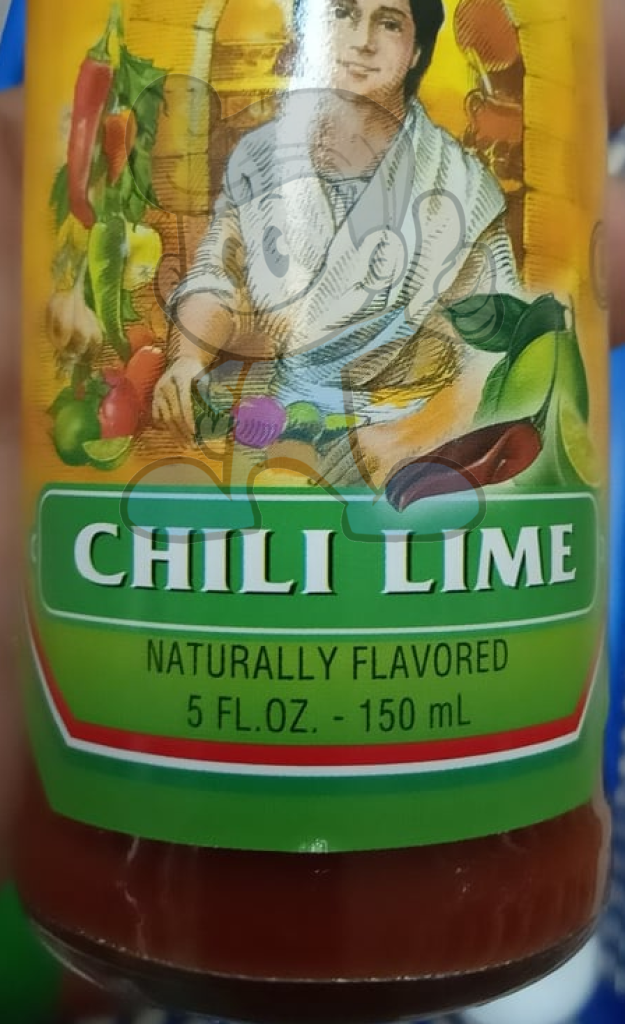 CHILI LIME
NATURALLY FLAVORED
5 FL.OZ. - 150 mL